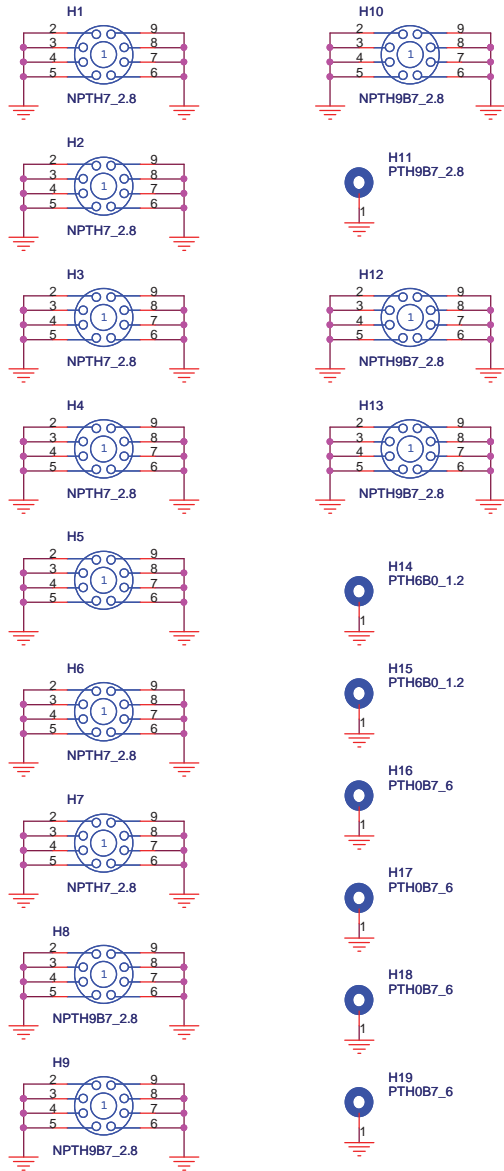 H1
2 9
3 8
1
4 7
5 6
NPTH7_2.8
H2
2 9
3 8
1
4 7
5 6
NPTH7_2.8
H3
2 9
3 8
1
4 7
5 6
NPTH7_2.8
H4
2 9
3 8
1
4 7
5 6
NPTH7_2.8
H5
2 9
3 8
1
4 7
5 6
H6
2 9
3 8
1
4 7
5 6
NPTH7_2.8
H7
2 9
3 8
1
4 7
5 6
NPTH7_2.8
H8
2 9
3 8
1
4 7
5 6
NPTH9B7_2.8
H9
2 9
3 8
1
4 7
5 6
NPTH9B7_2.8
H10
2 9
3 8
1
4 7
5 6
NPTH9B7_2.8
H11
PTH9B7_2.8
1
H12
2 9
3 8
1
4 7
5 6
NPTH9B7_2.8
H13
2 9
3 8
1
4 7
5 6
NPTH9B7_2.8
H14
PTH6B0_1.2
1
H15
PTH6B0_1.2
1
H16
PTH0B7_6
1
H17
PTH0B7_6
1
H18
PTH0B7_6
1
H19
PTH0B7_6
1